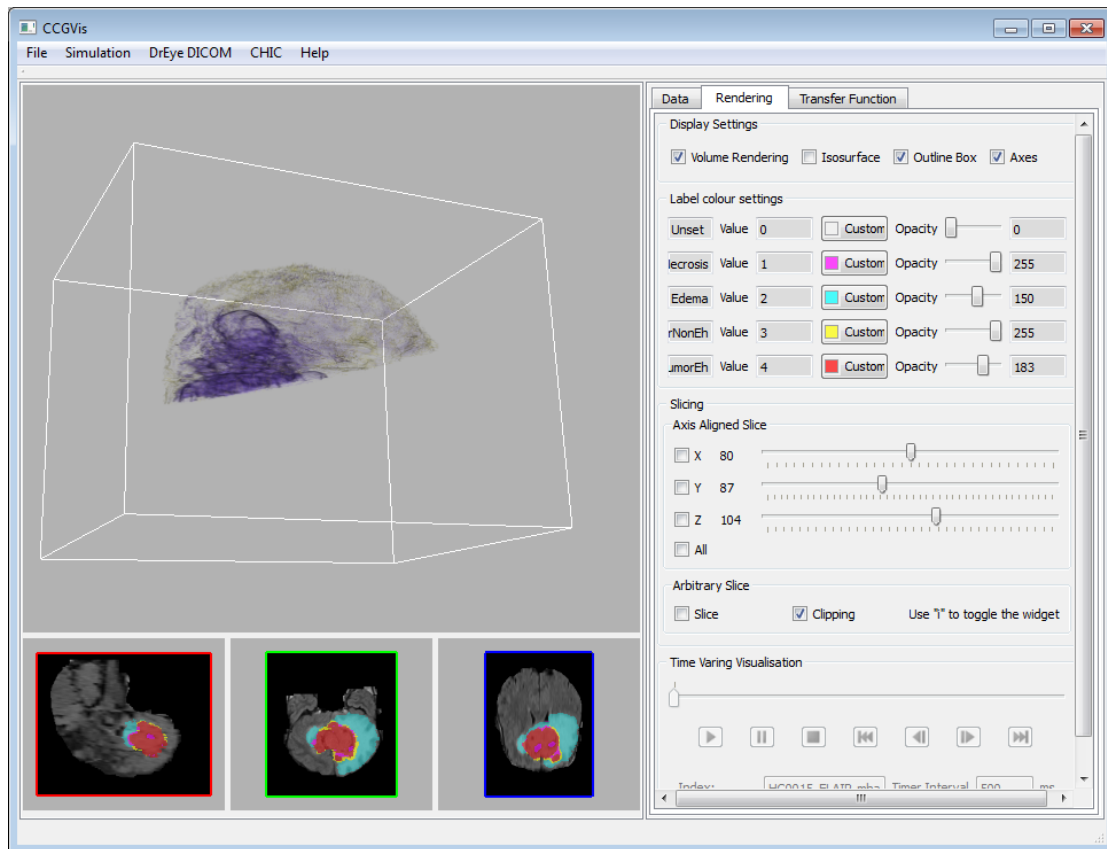 CCGVis
File Simulation DrEye DICOM CHIC Help
Data Rendering Transfer Function
Display Settings
Volume Rendering Isosurface Outline Box Axes
Label colour settings
Unset Value 0 Custom Opacity 0
lecrosis Value 1 Custom Opacity 255
Edema Value 2 Custom Opacity 150
rNonEh Value 3 Custom Opacity 255
umorEh Value 4 Custom Opacity 183
Slicing
Axis Aligned Slice
X 80
Y 87
Z 104
All
Arbitrary Slice
Slice Clipping Use "i" to toggle the widget
Time Varing Visualisation
Index: HG0015_FLAIR.mha Timer Interval 500 ms